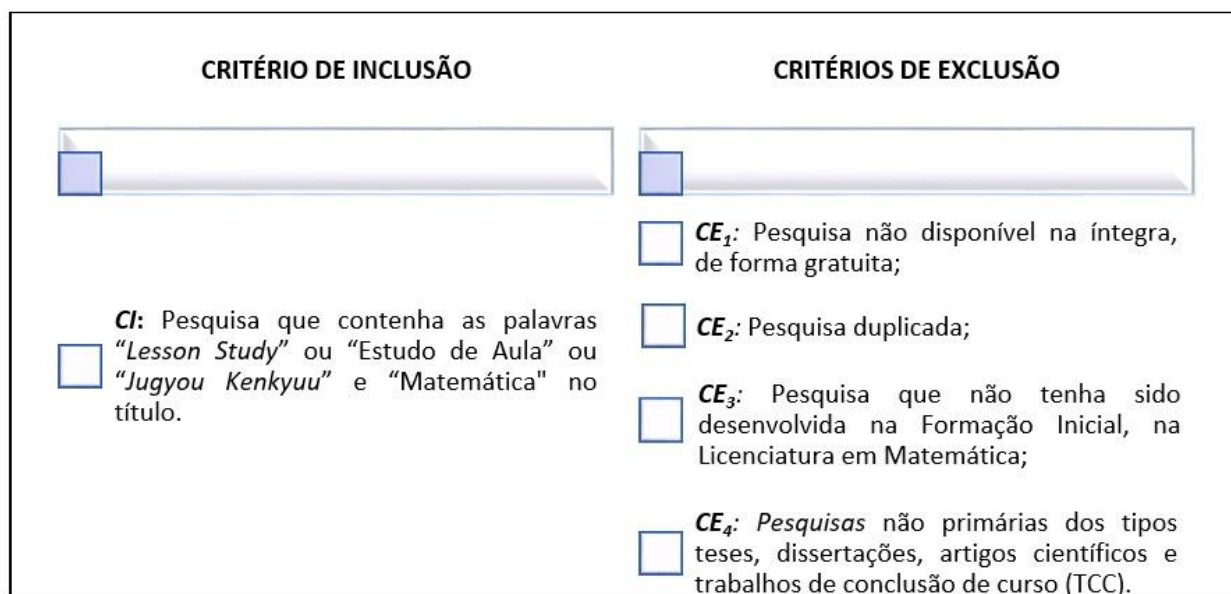 CRITÉRIO DE INCLUSÃO
CI: Pesquisa que contenha as palavras
“Lesson Study” ou “Estudo de Aula” ou
“Jugyou Kenkyuu” e “Matemática" no
título.
CRITÉRIOS DE EXCLUSÃO
CE₁: Pesquisa não disponível na íntegra,
de forma gratuita;
CE₂: Pesquisa duplicada;
CE₃: Pesquisa que não tenha sido
desenvolvida na Formação Inicial, na
Licenciatura em Matemática;
CE₄: Pesquisas não primárias dos tipos
teses, dissertações, artigos científicos e
trabalhos de conclusão de curso (TCC).